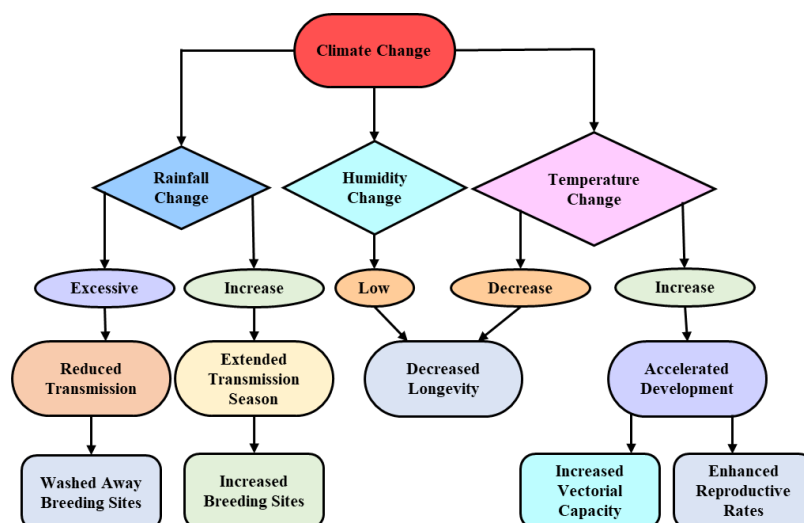 Climate Change
Rainfall
Change
Humidity
Change
Temperature
Change
Excessive
Increase
Low
Decrease
Increase
Reduced
Transmission
Extended
Transmission
Season
Decreased
Longevity
Accelerated
Development
Washed Away
Breeding Sites
Increased
Breeding Sites
Increased
Vectorial
Capacity
Enhanced
Reproductive
Rates